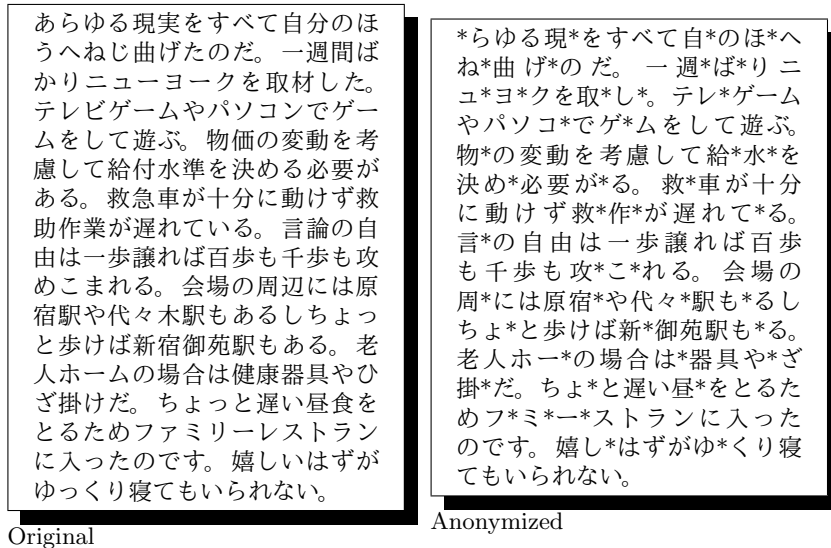 あらゆる現実をすべて自分のほ
うへねじ曲げたのだ。一週間ば
かりニューヨークを取材した。
テレビゲームやパソコンでゲー
ムをして遊ぶ。物価の変動を考
慮して給付水準を決める必要が
ある。救急車が十分に動けず救
助作業が遅れている。言論の自
由は一歩譲れば百歩も千歩も攻
めこまれる。会場の周辺には原
宿駅や代々木駅もあるしちょっ
と歩けば新宿御苑駅もある。老
人ホームの場合は健康器具やひ
ざ掛けだ。ちょっと遅い昼食を
とるためファミリーレストラン
に入ったのです。嬉しいはずが
ゆっくり寝てもいられない。
Original
*らゆる現*をすべて自*のほ*へ
ね*曲げ*のだ。一週*ば*りニ
ュ*ヨ*クを取*し*。テレ*ゲーム
やパソコ*でゲ*ムをして遊ぶ。
物*の変動を考慮して給*水*を
決め*必要が*る。救*車が十分
に動けず救*作*が遅れて*る。
言*の自由は一歩譲れば百歩
も千歩も攻*こ*れる。会場の
周*には原宿*や代々*駅も*るし
ちょ*と歩けば新*御苑駅も*る。
老人ホー*の場合は*器具や*ざ
掛*だ。ちょ*と遅い昼*をとるた
めフ*ミ*ー*ストランに入った
のです。嬉し*はずがゆ*くり寝
てもいられない。
Anonymized